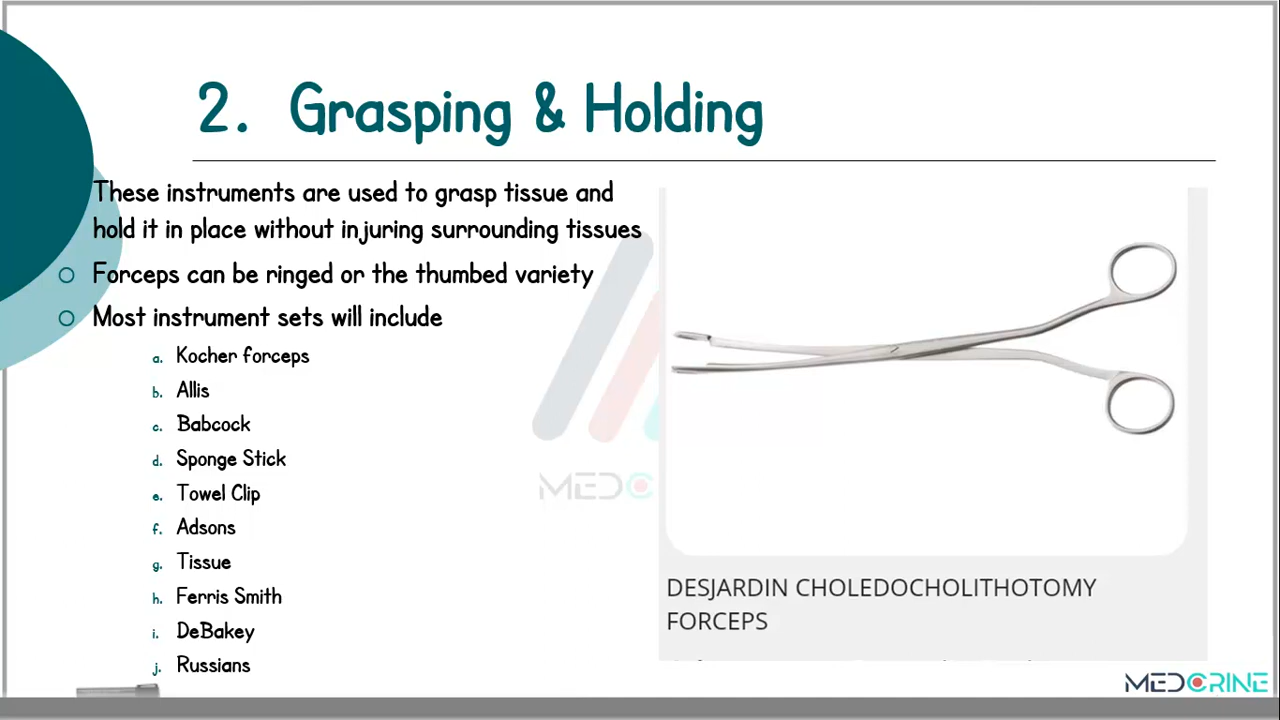 2. Grasping & Holding
These instruments are used to grasp tissue and
hold it in place without injuring surrounding tissues
Forceps can be ringed or the thumbed variety
Most instrument sets will include
a. Kocher forceps
b. Allis
c. Babcock
d. Sponge Stick
e. Towel Clip
f. Adsons
g. Tissue
h. Ferris Smith
i. DeBakey
j. Russians
DESJARDIN CHOLEDOCHOLITHOTOMY
FORCEPS
MEDC
MEDCRINE